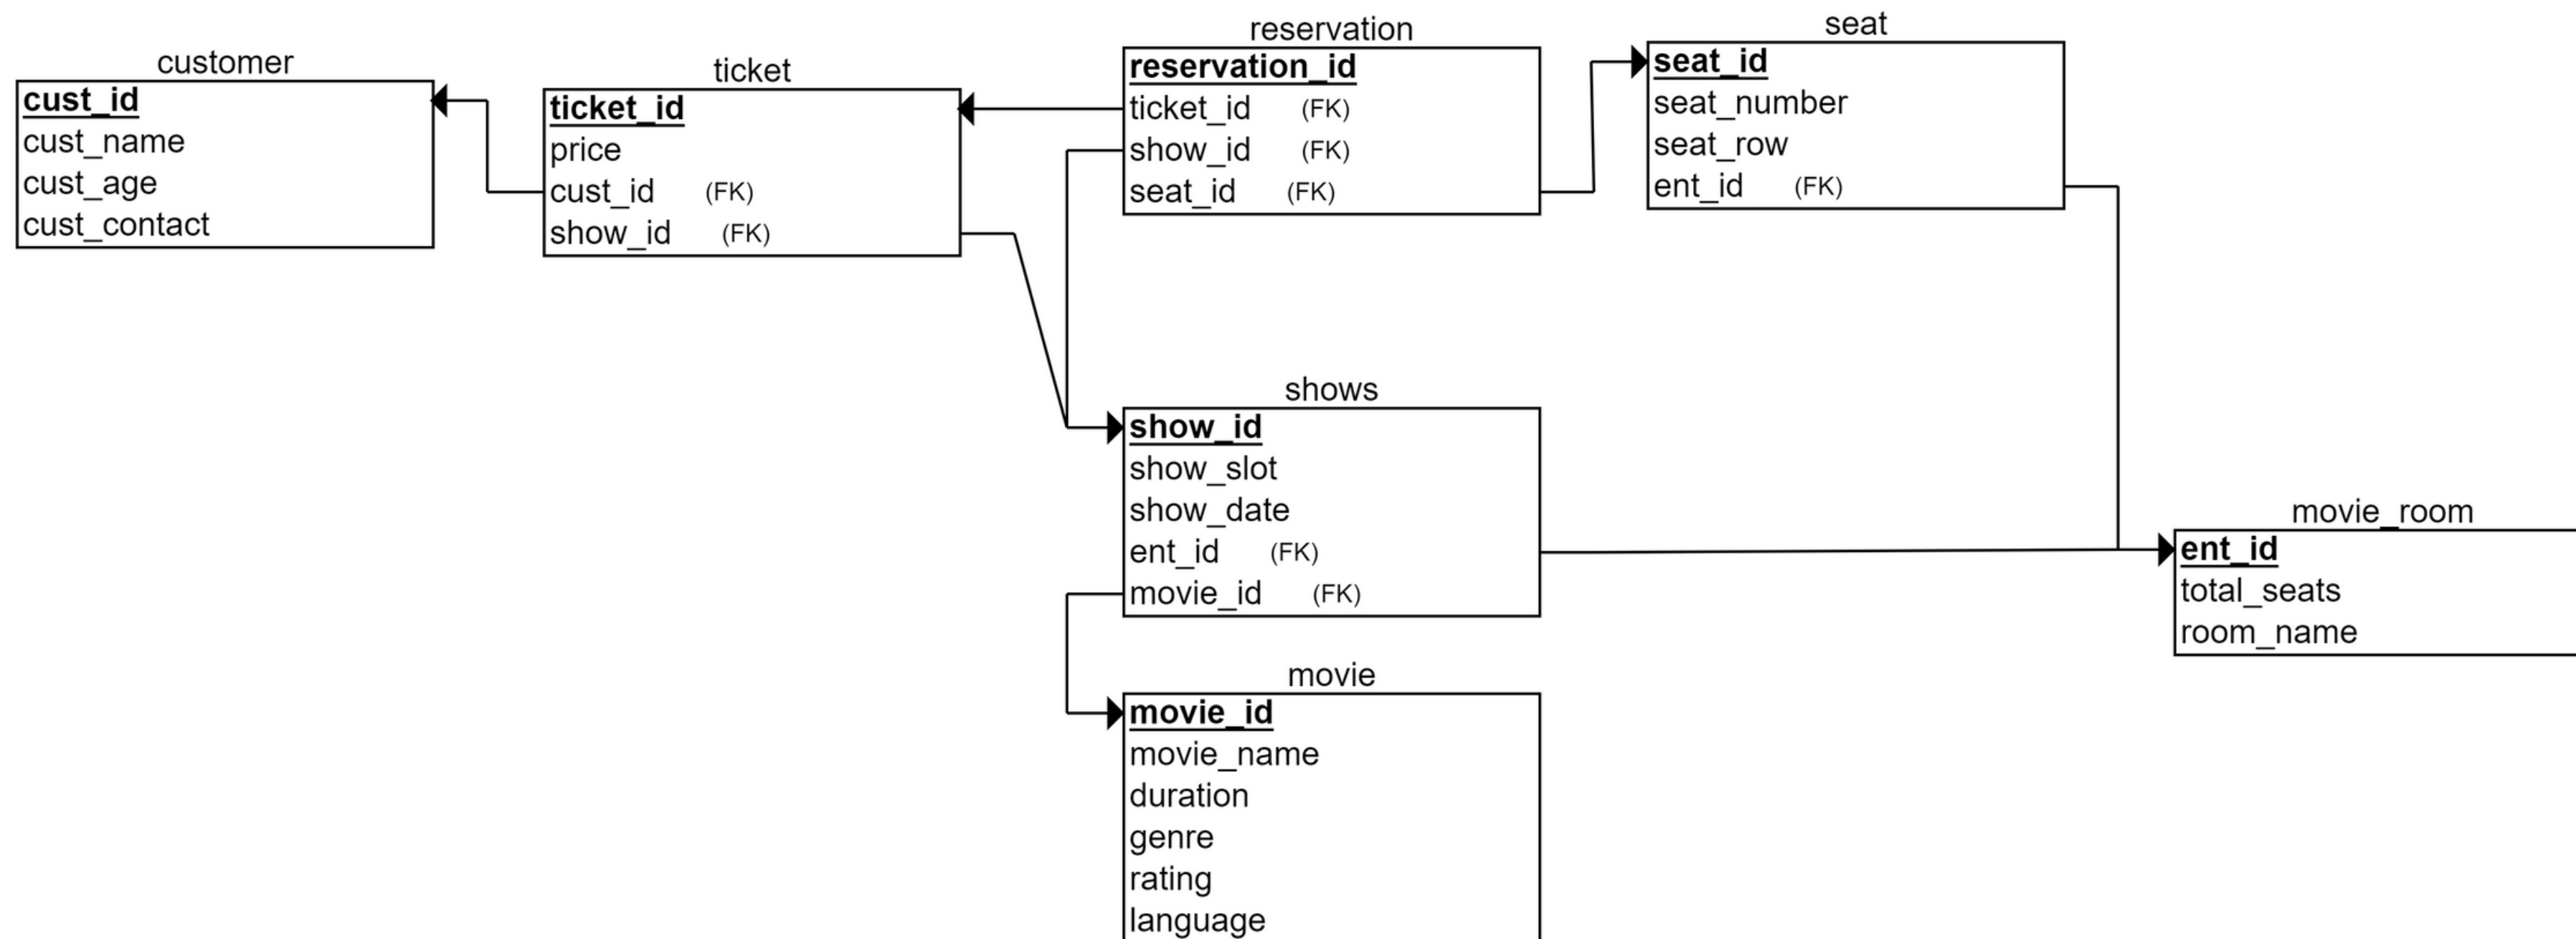 customer
cust_id
cust_name
cust_age
cust_contact
ticket
ticket_id
price
cust_id (FK)
show_id (FK)
reservation
reservation_id
ticket_id (FK)
show_id (FK)
seat_id (FK)
seat
seat_id
seat_number
seat_row
ent_id (FK)
shows
show_id
show_slot
show_date
ent_id (FK)
movie_id (FK)
movie_room
ent_id
total_seats
room_name
movie
movie_id
movie_name
duration
genre
rating
language